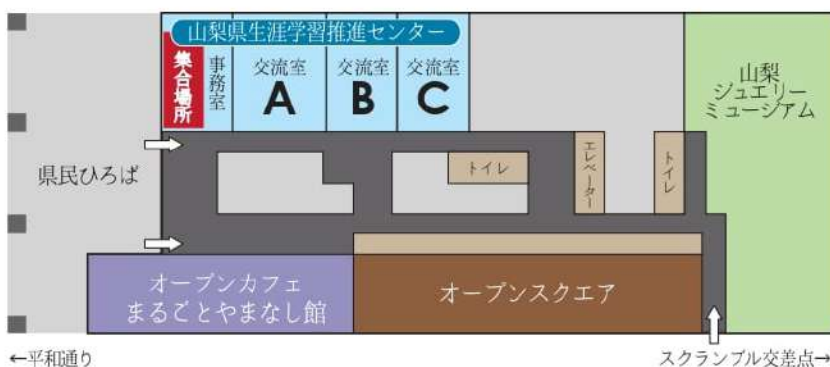 山梨県生涯学習推進センター
集合場所
事務室
交流室
A
交流室
B
交流室
C
山梨
ジュエリー
ミュージアム
県民ひろば
トイレ
エレベーター
トイレ
オープンカフェ
まるごとやまなし館
オープンスクエア
←平和通り
スクランブル交差点→